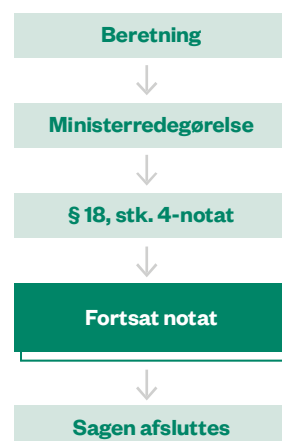 Beretning
Ministerredegørelse
§ 18, stk. 4-notat
Fortsat notat
Sagen afsluttes